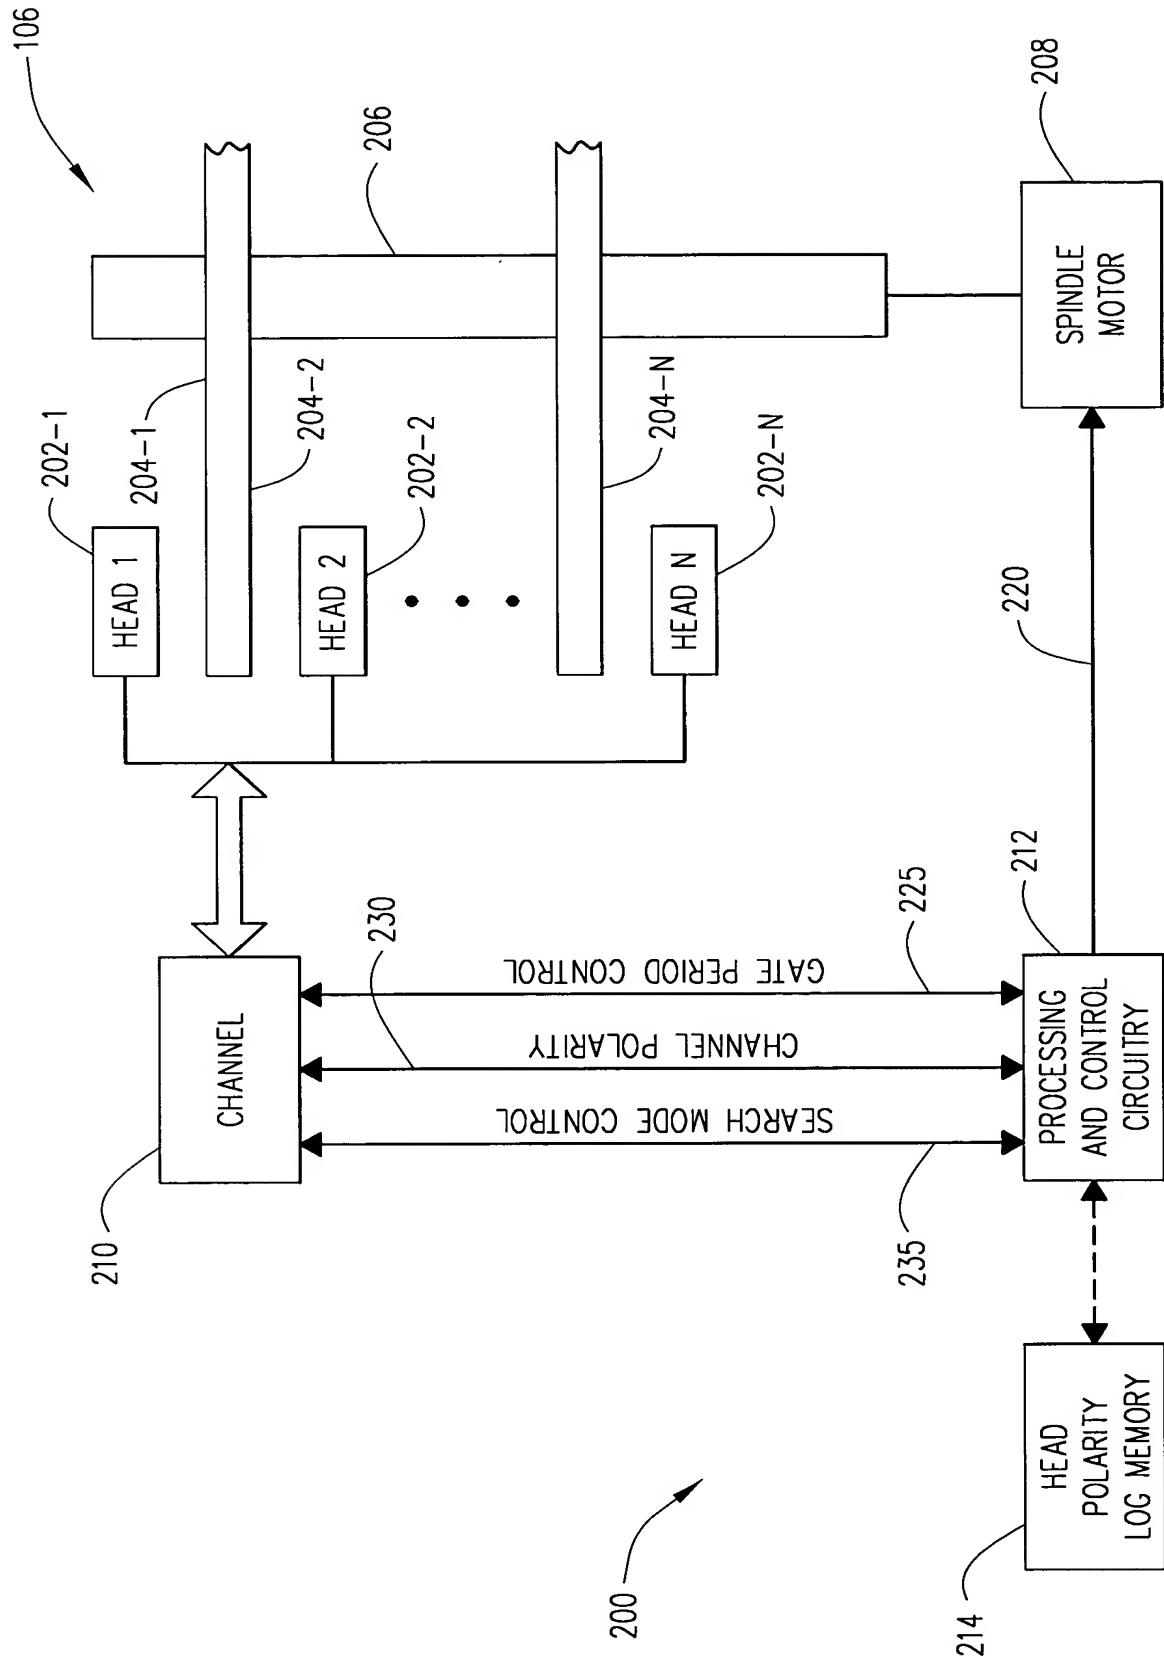 106
202-1
204-1
206
HEAD 1
204-2
HEAD 2
202-2
204-N
HEAD N
202-N
208
SPINDLE
MOTOR
220
210
CHANNEL
230
225
GATE PERIOD CONTROL
CHANNEL POLARITY
SEARCH MODE CONTROL
235
212
PROCESSING
AND CONTROL
CIRCUITRY
200
214
HEAD
POLARITY
LOG MEMORY